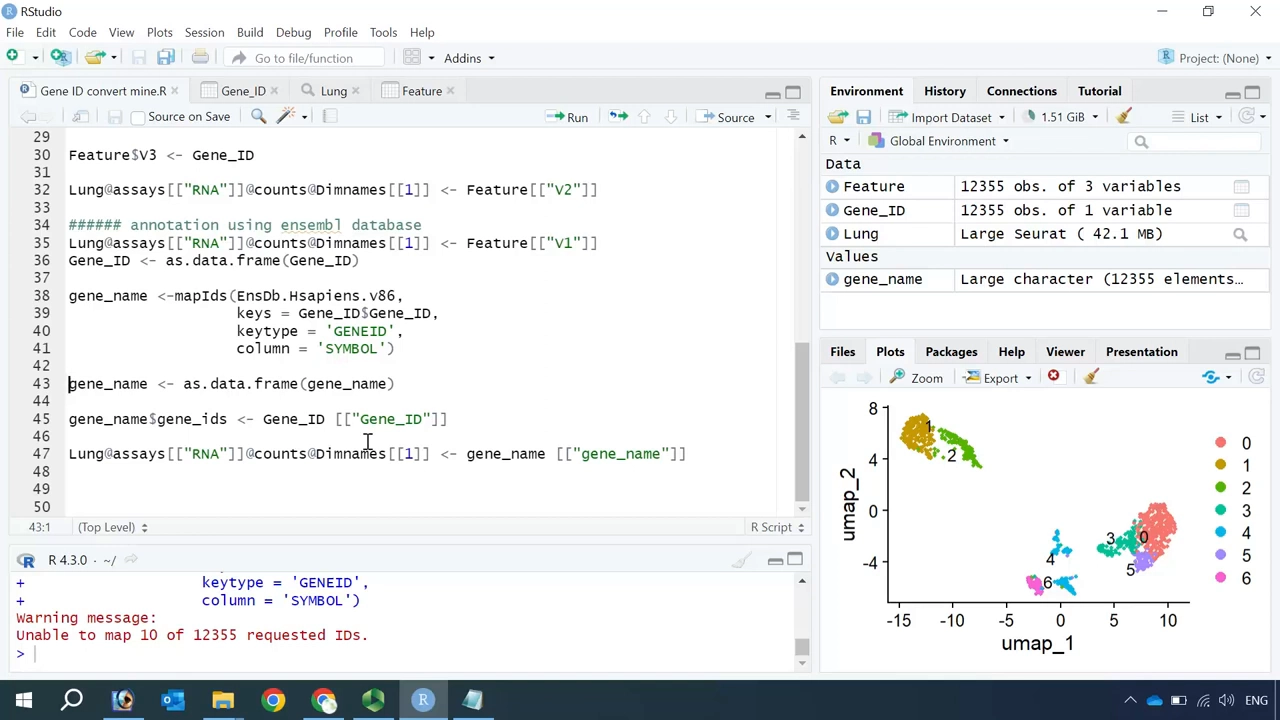 RStudio
File Edit Code View Plots Session Build Debug Profile Tools Help
Go to file/function Addins Project: (None)
Gene ID convert mine.R Gene_ID Lung Feature
Source on Save Run Source
29
30 Feature$V3 <- Gene_ID
31
32 Lung@assays[["RNA"]]@counts@Dimnames[[1]] <- Feature[["V2"]]
33
34 ###### annotation using ensembl database
35 Lung@assays[["RNA"]]@counts@Dimnames[[1]] <- Feature[["V1"]]
36 Gene_ID <- as.data.frame(Gene_ID)
37
38 gene_name <-mapIds(EnsDb.Hsapiens.v86,
39 keys = Gene_ID$Gene_ID,
40 keytype = 'GENEID',
41 column = 'SYMBOL')
42
43 gene_name <- as.data.frame(gene_name)
44
45 gene_name$gene_ids <- Gene_ID [["Gene_ID"]]
46
47 Lung@assays[["RNA"]]@counts@Dimnames[[1]] <- gene_name [["gene_name"]]
48
49
50
43:1 (Top Level) R Script
R 4.3.0 · ~/
+ keytype = 'GENEID',
+ column = 'SYMBOL')
Warning message:
Unable to map 10 of 12355 requested IDs.
>
Environment History Connections Tutorial
Import Dataset 1.51 GiB List
R Global Environment
Data
Feature 12355 obs. of 3 variables
Gene_ID 12355 obs. of 1 variable
Lung Large Seurat ( 42.1 MB)
Values
gene_name Large character (12355 elements…
Files Plots Packages Help Viewer Presentation
Zoom Export
8
4
0
-4
umap_2
-15 -10 -5 0 5 10
umap_1
1
2
3
0
4
5
6
0
1
2
3
4
5
6
ENG